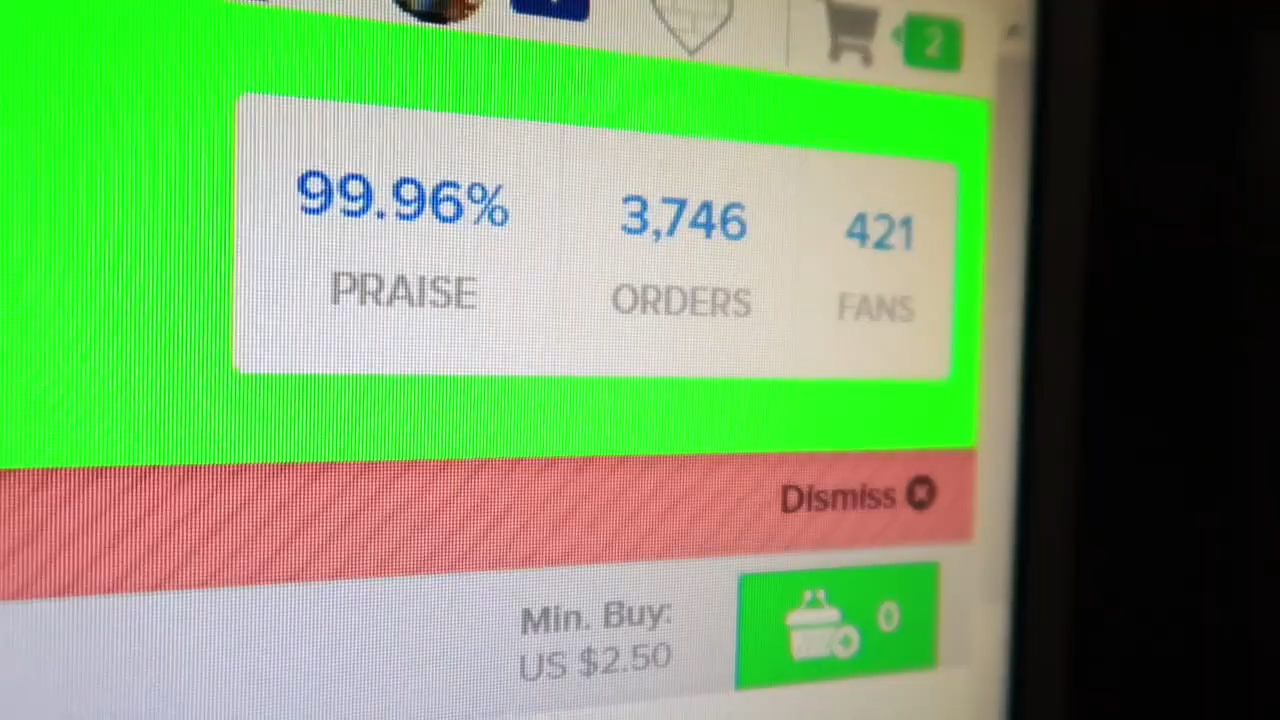 2
99.96% 3,746 421
PRAISE ORDERS FANS
Dismiss
Min. Buy:
US $2.50
0